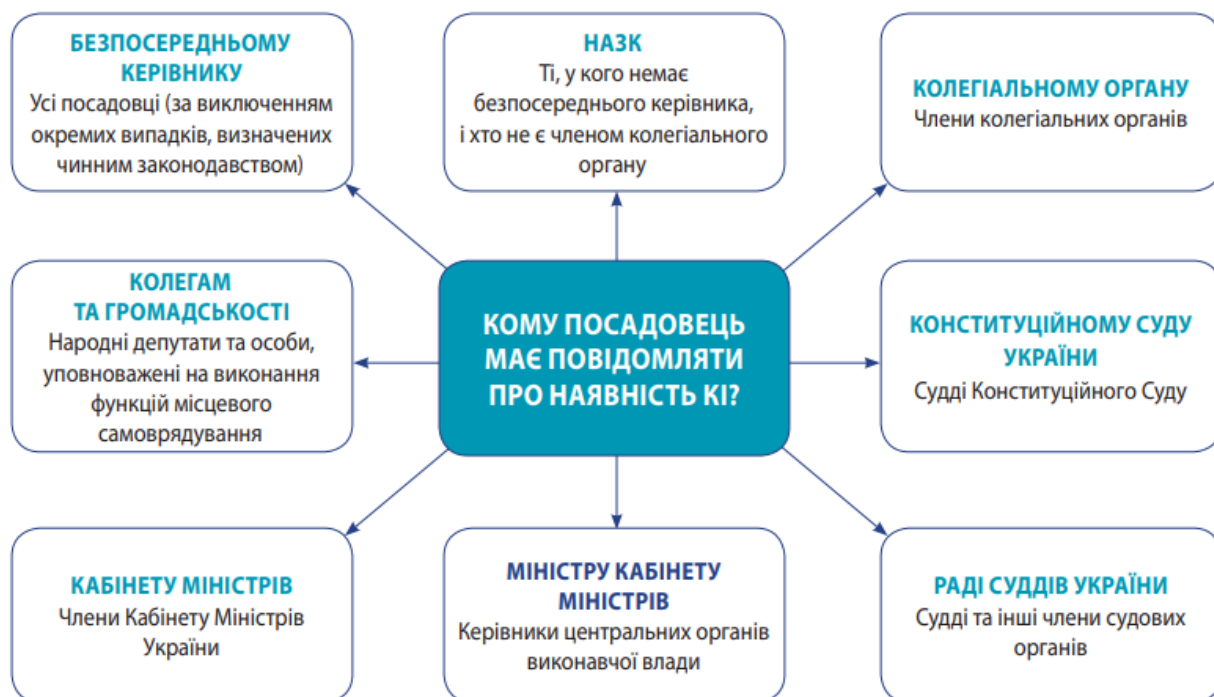 БЕЗПОСЕРЕДНЬОМУ
КЕРІВНИКУ
Усі посадовці (за виключенням
окремих випадків, визначених
чинним законодавством)
НАЗК
Ті, у кого немає
безпосереднього керівника,
і хто не є членом колегіального
органу
КОЛЕГІАЛЬНОМУ ОРГАНУ
Члени колегіальних органів
КОЛЕГАМ
ТА ГРОМАДСЬКОСТІ
Народні депутати та особи,
уповноважені на виконання
функцій місцевого
самоврядування
КОМУ ПОСАДОВЕЦЬ
МАЄ ПОВІДОМЛЯТИ
ПРО НАЯВНІСТЬ КІ?
КОНСТИТУЦІЙНОМУ СУДУ
УКРАЇНИ
Судді Конституційного Суду
КАБІНЕТУ МІНІСТРІВ
Члени Кабінету Міністрів
України
МІНІСТРУ КАБІНЕТУ
МІНІСТРІВ
Керівники центральних органів
виконавчої влади
РАДІ СУДДІВ УКРАЇНИ
Судді та інші члени судових
органів